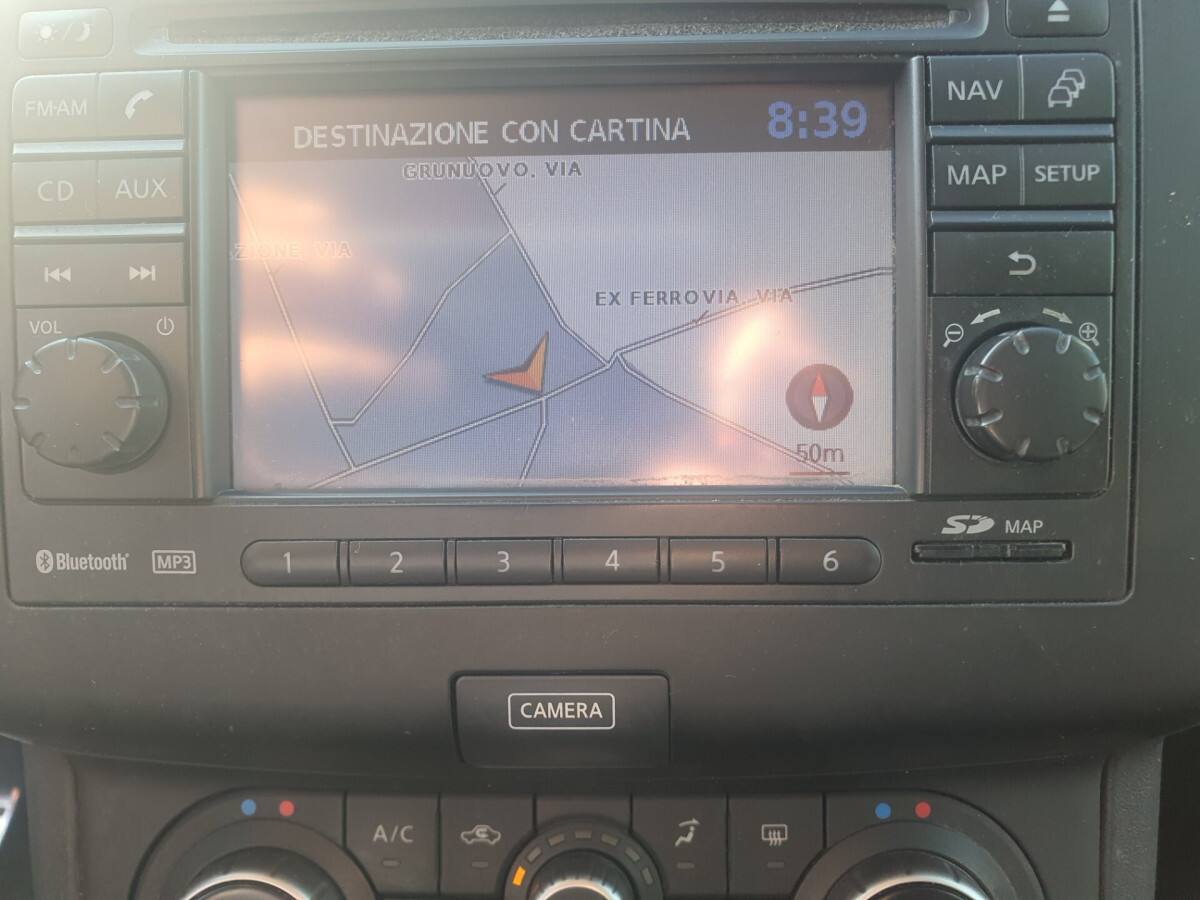 FM·AM
CD
AUX
VOL
DESTINAZIONE CON CARTINA
8:39
GRUNUOVO, VIA
ZIONE, VIA
EX FERROVIA, VIA
50m
NAV
MAP
SETUP
Bluetooth
MP3
1
2
3
4
5
6
SD MAP
CAMERA
A/C